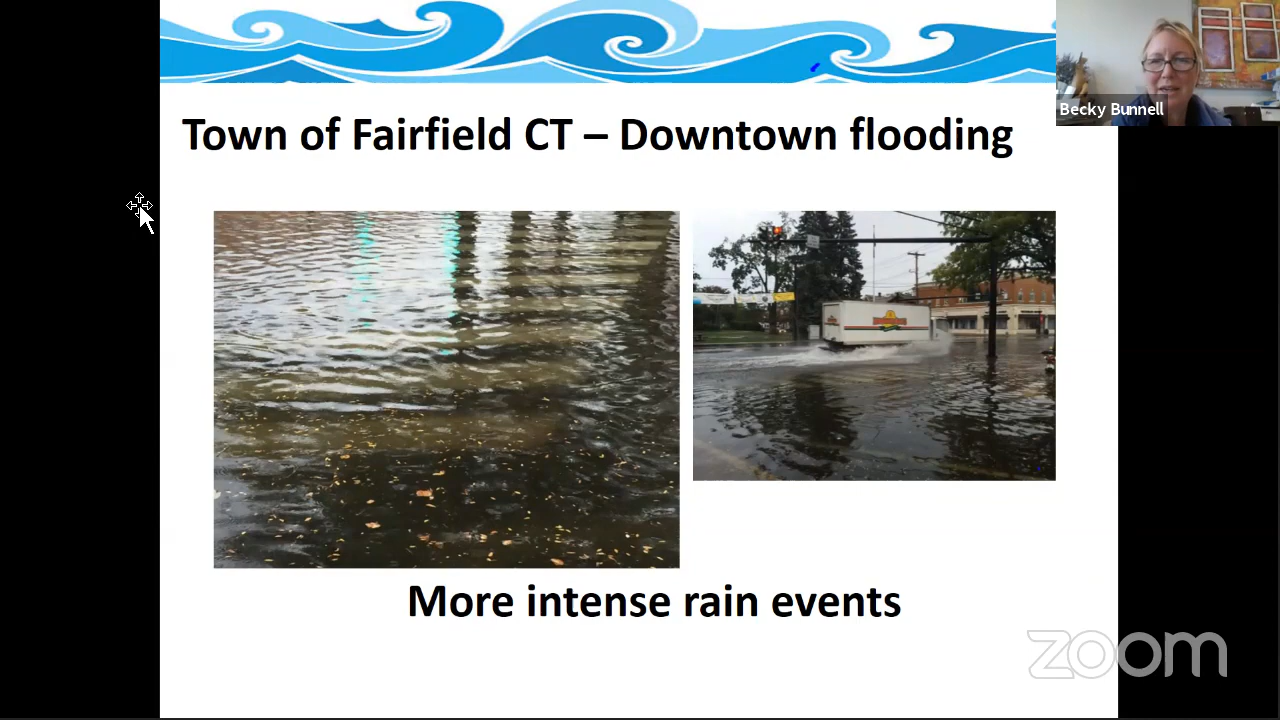 Town of Fairfield CT – Downtown flooding
Becky Bunnell
More intense rain events
zoom